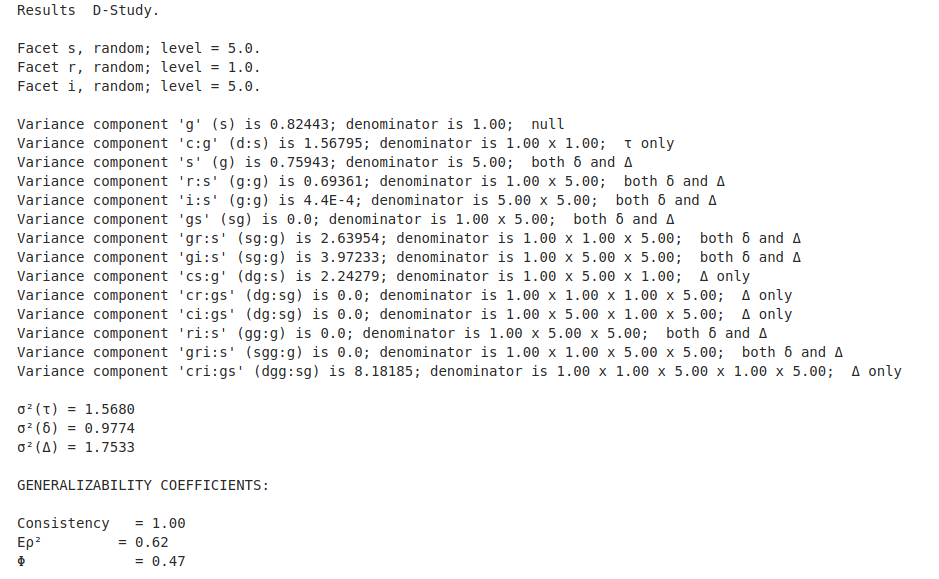 Results  D-Study.

Facet s, random; level = 5.0.
Facet r, random; level = 1.0.
Facet i, random; level = 5.0.

Variance component 'g' (s) is 0.82443; denominator is 1.00;  null
Variance component 'c:g' (d:s) is 1.56795; denominator is 1.00 x 1.00;  τ only
Variance component 's' (g) is 0.75943; denominator is 5.00;  both δ and Δ
Variance component 'r:s' (g:g) is 0.69361; denominator is 1.00 x 5.00;  both δ and Δ
Variance component 'i:s' (g:g) is 4.4E-4; denominator is 5.00 x 5.00;  both δ and Δ
Variance component 'gs' (sg) is 0.0; denominator is 1.00 x 5.00;  both δ and Δ
Variance component 'gr:s' (sg:g) is 2.63954; denominator is 1.00 x 1.00 x 5.00;  both δ and Δ
Variance component 'gi:s' (sg:g) is 3.97233; denominator is 1.00 x 5.00 x 5.00;  both δ and Δ
Variance component 'cs:g' (dg:s) is 2.24279; denominator is 1.00 x 5.00 x 1.00;  Δ only
Variance component 'cr:gs' (dg:sg) is 0.0; denominator is 1.00 x 1.00 x 1.00 x 5.00;  Δ only
Variance component 'ci:gs' (dg:sg) is 0.0; denominator is 1.00 x 5.00 x 1.00 x 5.00;  Δ only
Variance component 'ri:s' (gg:g) is 0.0; denominator is 1.00 x 5.00 x 5.00;  both δ and Δ
Variance component 'gri:s' (sgg:g) is 0.0; denominator is 1.00 x 1.00 x 5.00 x 5.00;  both δ and Δ
Variance component 'cri:gs' (dgg:sg) is 8.18185; denominator is 1.00 x 1.00 x 5.00 x 1.00 x 5.00;  Δ only

σ²(τ) = 1.5680
σ²(δ) = 0.9774
σ²(Δ) = 1.7533

GENERALIZABILITY COEFFICIENTS:

Consistency   = 1.00
Eρ²         = 0.62
Φ             = 0.47